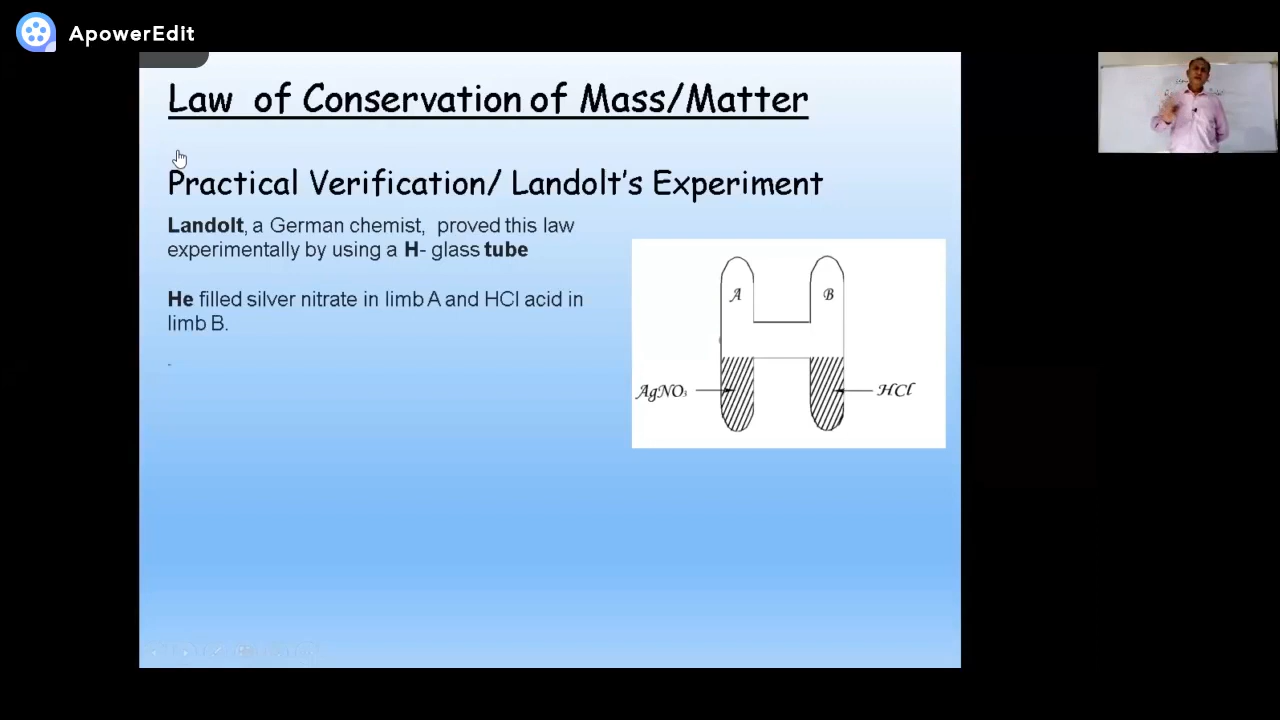 ApowerEdit
Law of Conservation of Mass/Matter
Practical Verification/ Landolt's Experiment
Landolt, a German chemist, proved this law
experimentally by using a H- glass tube
He filled silver nitrate in limb A and HCl acid in
limb B.
A
B
AgNO₃
HCl